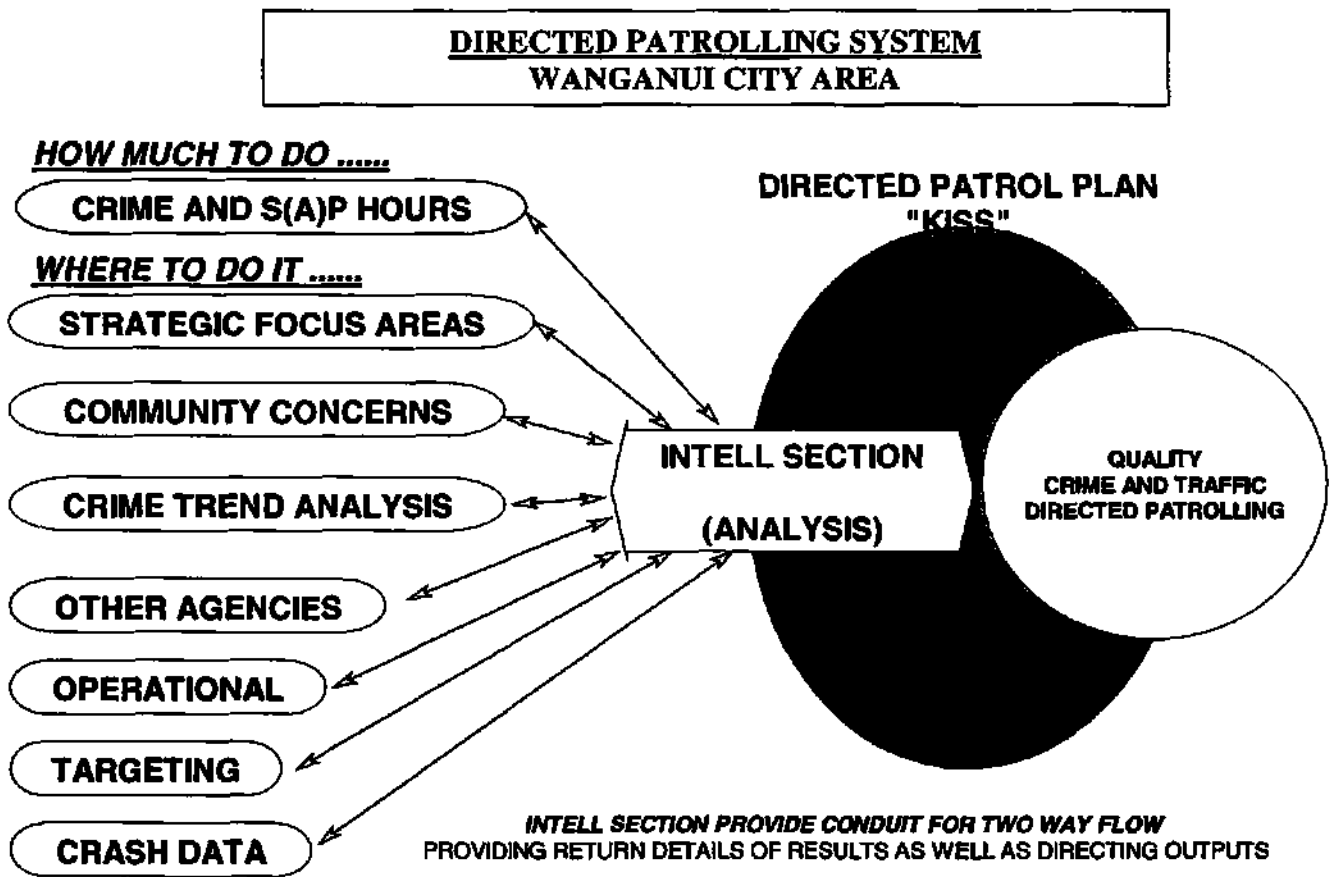 DIRECTED PATROLLING SYSTEM
WANGANUI CITY AREA
HOW MUCH TO DO ......
CRIME AND S(A)P HOURS
WHERE TO DO IT ......
STRATEGIC FOCUS AREAS
COMMUNITY CONCERNS
CRIME TREND ANALYSIS
OTHER AGENCIES
OPERATIONAL
TARGETING
CRASH DATA
DIRECTED PATROL PLAN
"KISS"
INTELL SECTION
(ANALYSIS)
QUALITY
CRIME AND TRAFFIC
DIRECTED PATROLLING
INTELL SECTION PROVIDE CONDUIT FOR TWO WAY FLOW
PROVIDING RETURN DETAILS OF RESULTS AS WELL AS DIRECTING OUTPUTS